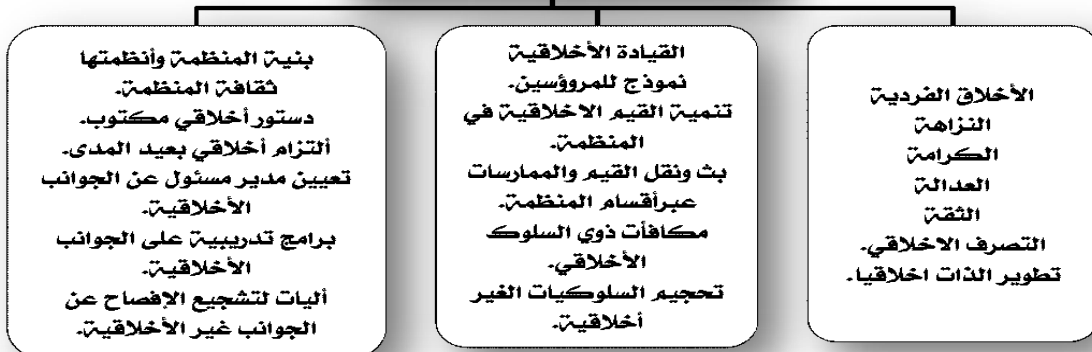 الأخلاق الفردية
النزاهة
الكرامة
العدالة
الثقة
التصرف الاخلاقي.
تطوير الذات اخلاقيا.
القيادة الأخلاقية
نموذج للمروؤسين.
تنمية القيم الاخلاقية في
المنظمة.
بث ونقل القيم والممارسات
عبرأقسام المنظمة.
مكافأت ذوي السلوك
الأخلاقي.
تحجيم السلوكيات الغير
أخلاقية.
بنية المنظمة وأنظمتها
ثقافة المنظمة.
دستور أخلاقي مكتوب.
ألتزام أخلاقي بعيد المدى.
تعيين مدير مسئول عن الجوانب
الأخلاقية.
برامج تدريبية على الجوانب
الأخلاقية.
أليات لتشجيع الإفصاح عن
الجوانب غير الأخلاقية.